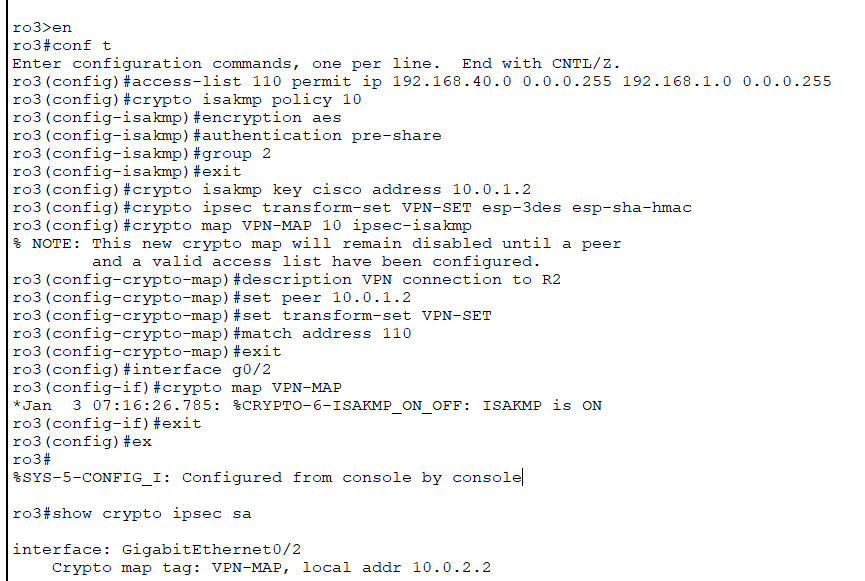 ro3>en
ro3#conf t
Enter configuration commands, one per line.  End with CNTL/Z.
ro3(config)#access-list 110 permit ip 192.168.40.0 0.0.0.255 192.168.1.0 0.0.0.255
ro3(config)#crypto isakmp policy 10
ro3(config-isakmp)#encryption aes
ro3(config-isakmp)#authentication pre-share
ro3(config-isakmp)#group 2
ro3(config-isakmp)#exit
ro3(config)#crypto isakmp key cisco address 10.0.1.2
ro3(config)#crypto ipsec transform-set VPN-SET esp-3des esp-sha-hmac
ro3(config)#crypto map VPN-MAP 10 ipsec-isakmp
% NOTE: This new crypto map will remain disabled until a peer
        and a valid access list have been configured.
ro3(config-crypto-map)#description VPN connection to R2
ro3(config-crypto-map)#set peer 10.0.1.2
ro3(config-crypto-map)#set transform-set VPN-SET
ro3(config-crypto-map)#match address 110
ro3(config-crypto-map)#exit
ro3(config)#interface g0/2
ro3(config-if)#crypto map VPN-MAP
*Jan  3 07:16:26.785: %CRYPTO-6-ISAKMP_ON_OFF: ISAKMP is ON
ro3(config-if)#exit
ro3(config)#ex
ro3#
%SYS-5-CONFIG_I: Configured from console by console
ro3#show crypto ipsec sa
interface: GigabitEthernet0/2
    Crypto map tag: VPN-MAP, local addr 10.0.2.2